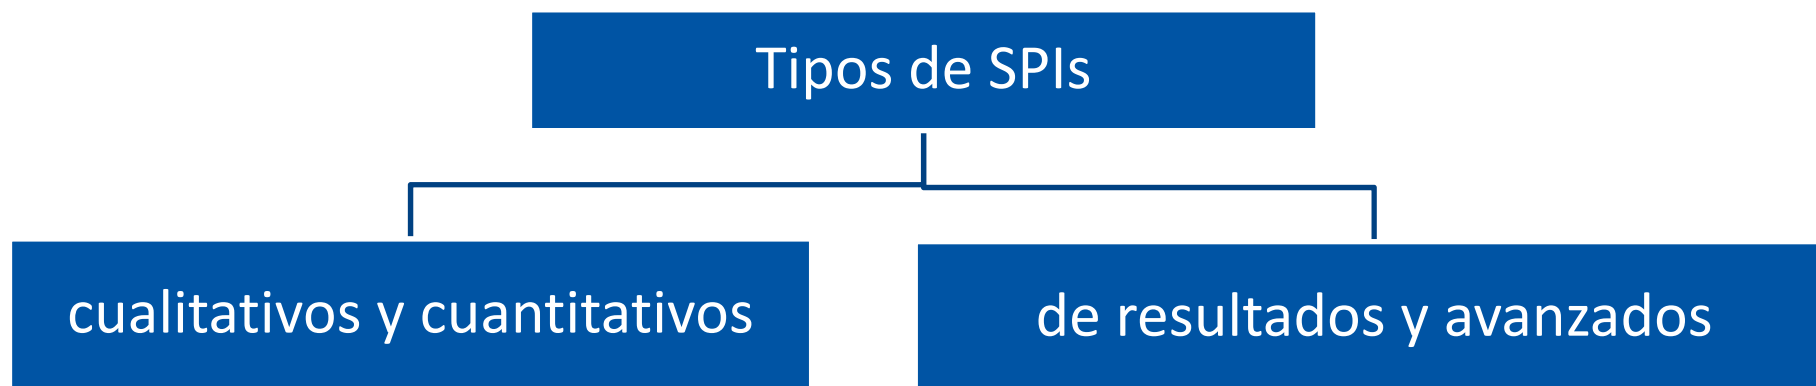 Tipos de SPIs
cualitativos y cuantitativos
de resultados y avanzados